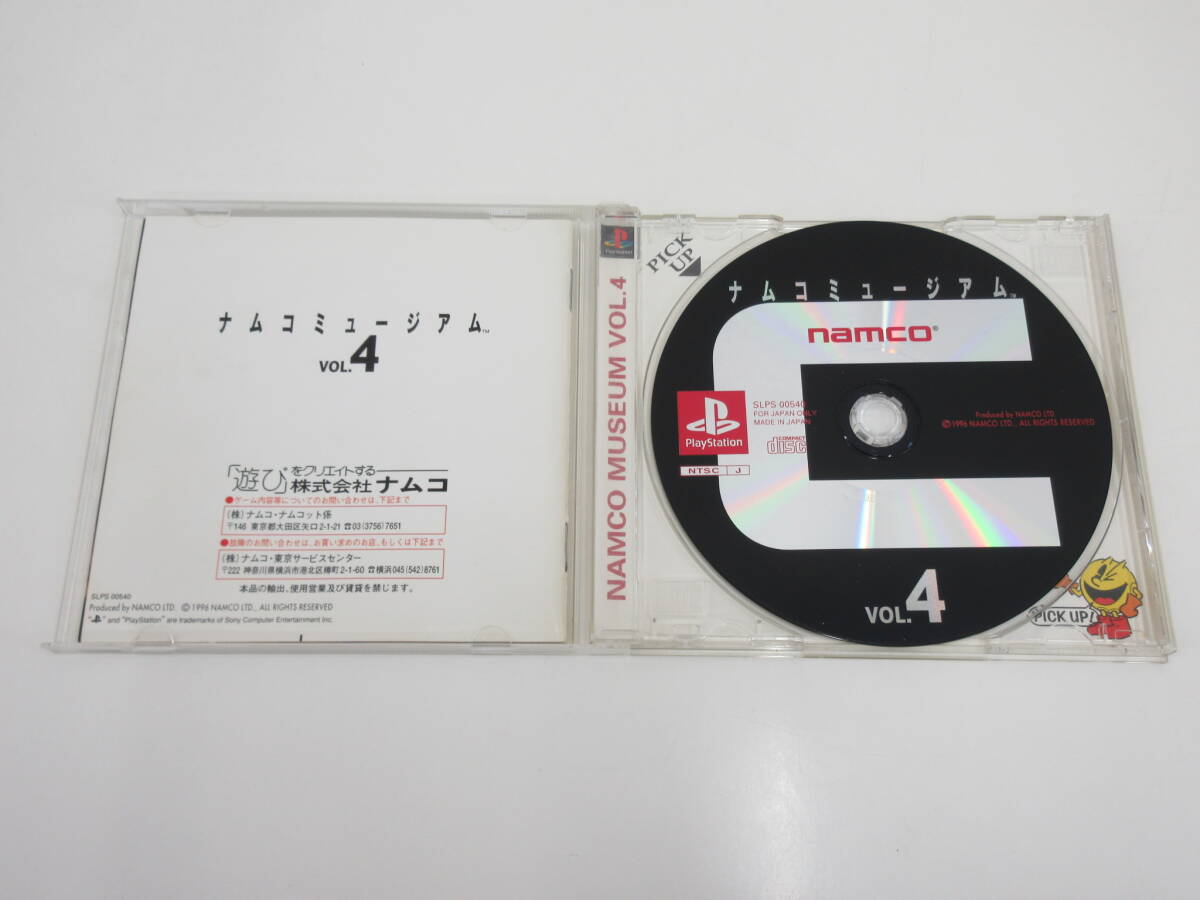 ナムコミュージアム™
VOL.4
「遊び」をクリエイトする
株式会社ナムコ
●ゲーム内容等についてのお問い合わせは、下記まで
(株)ナムコ・ナムコット係
〒146 東京都大田区矢口2-1-21 ☎03(3756)7651
●故障のお問い合わせは、お買い求めのお店、もしくは下記まで
(株)ナムコ・東京サービスセンター
〒222 神奈川県横浜市港北区樽町2-1-60 ☎横浜045(542)8761
本品の輸出、使用営業及び賃貸を禁じます。
SLPS 00540
Produced by NAMCO LTD. ©1996 NAMCO LTD., ALL RIGHTS RESERVED
" " and "PlayStation" are trademarks of Sony Computer Entertainment Inc.
PlayStation
NAMCO MUSEUM VOL.4
PICK
UP
ナムコミュージアム™
namco®
SLPS 00540
FOR JAPAN ONLY
MADE IN JAPAN
PlayStation
COMPACT
disc
NTSC J
Produced by NAMCO LTD.
©1996 NAMCO LTD., ALL RIGHTS RESERVED
VOL.4
PICK UP!